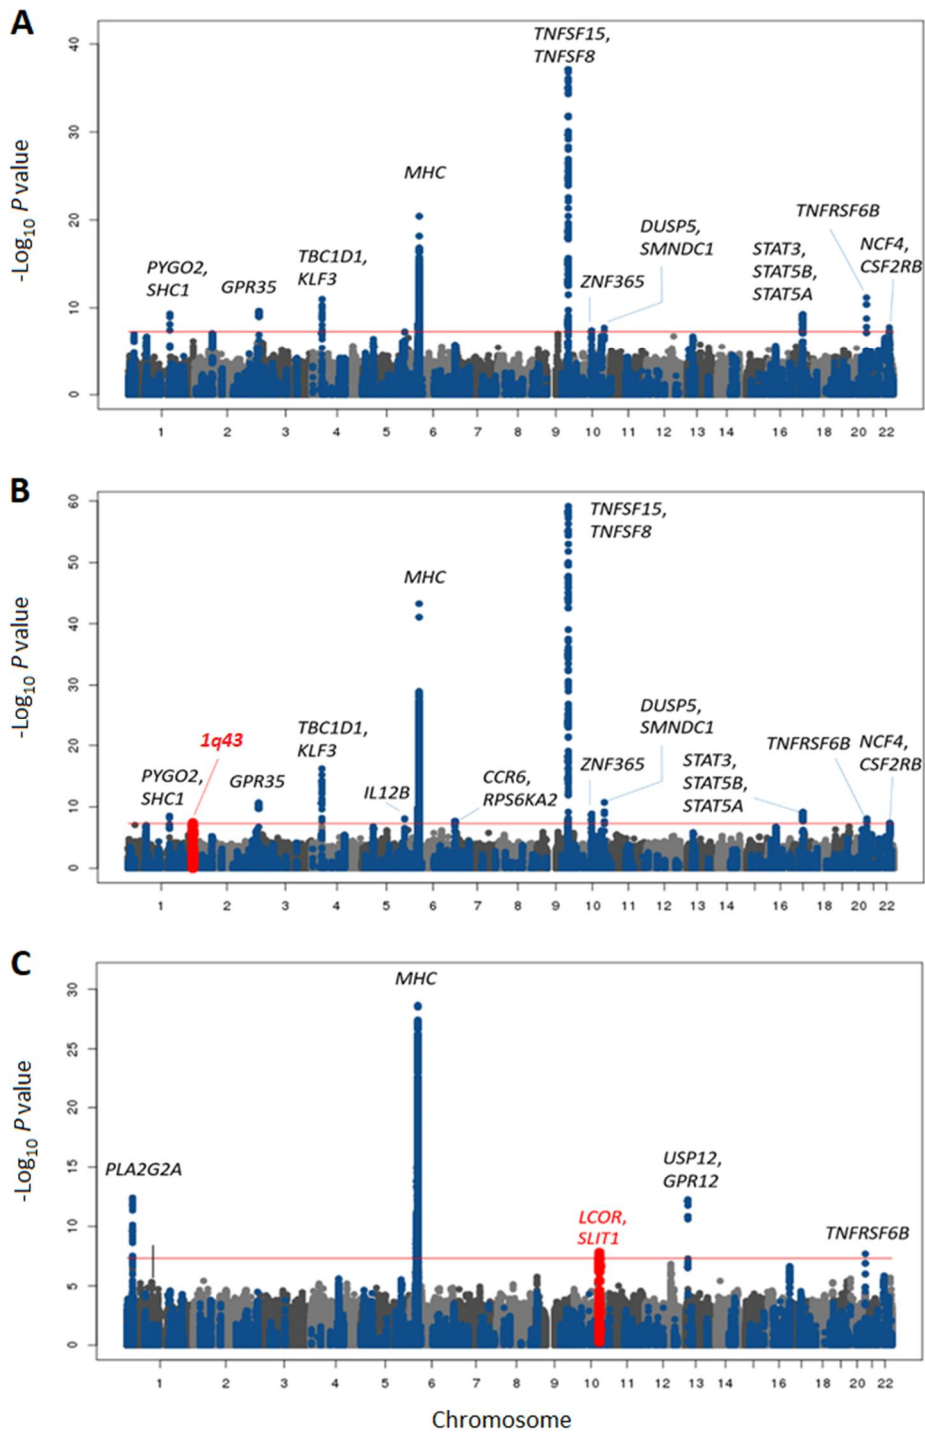 A
-Log10 P value
40
30
20
10
0
TNFSF15,
TNFSF8
MHC
PYGO2,
SHC1
GPR35
TBC1D1,
KLF3
ZNF365
DUSP5,
SMNDC1
STAT3,
STAT5B,
STAT5A
TNFRSF6B
NCF4,
CSF2RB
1 2 3 4 5 6 7 8 9 10 11 12 13 14 16 18 20 22
B
-Log10 P value
60
50
40
30
20
10
0
TNFSF15,
TNFSF8
MHC
1q43
PYGO2,
SHC1
GPR35
TBC1D1,
KLF3
IL12B
CCR6,
RPS6KA2
ZNF365
DUSP5,
SMNDC1
STAT3,
STAT5B,
STAT5A
TNFRSF6B
NCF4,
CSF2RB
1 2 3 4 5 6 7 8 9 10 11 12 13 14 16 18 20 22
C
-Log10 P value
30
25
20
15
10
5
0
MHC
PLA2G2A
LCOR,
SLIT1
USP12,
GPR12
TNFRSF6B
1 2 3 4 5 6 7 8 9 10 11 12 13 14 16 18 20 22
Chromosome